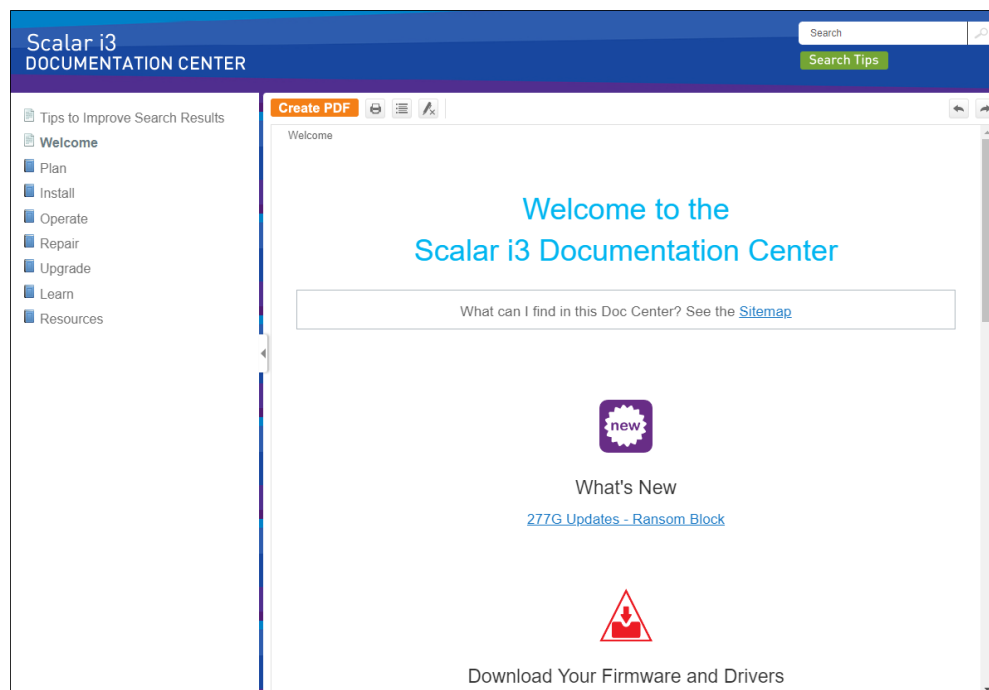 Scalar i3
DOCUMENTATION CENTER
Search
Search Tips
Tips to Improve Search Results
Welcome
Plan
Install
Operate
Repair
Upgrade
Learn
Resources
Create PDF
Welcome
Welcome to the
Scalar i3 Documentation Center
What can I find in this Doc Center? See the Sitemap
new
What's New
277G Updates - Ransom Block
Download Your Firmware and Drivers